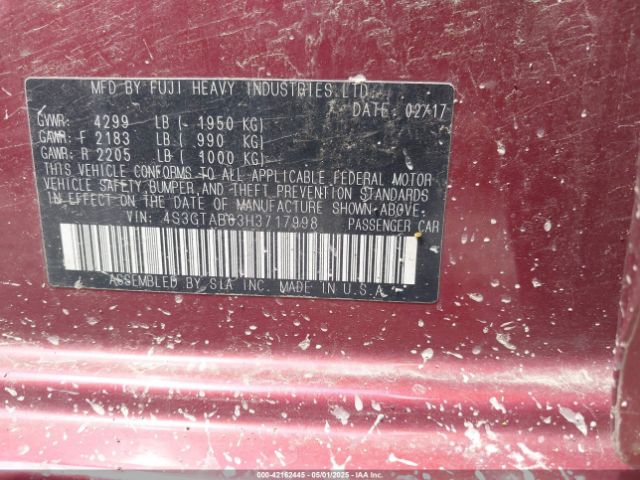 MFD BY FUJI HEAVY INDUSTRIES LTD.
DATE: 02/17
GVWR: 4299 LB (- 1950 KG)
GAWR: F 2183 LB ( 990 KG)
GAWR: R 2205 LB ( 1000 KG)
THIS VEHICLE CONFORMS TO ALL APPLICABLE FEDERAL MOTOR
VEHICLE SAFETY, BUMPER, AND THEFT PREVENTION STANDARDS
IN EFFECT ON THE DATE OF MANUFACTURE SHOWN ABOVE.
VIN: PASSENGER CAR
ASSEMBLED BY SIA INC. MADE IN U.S.A.
000-42162445 - 05/01/2025 - IAA Inc.